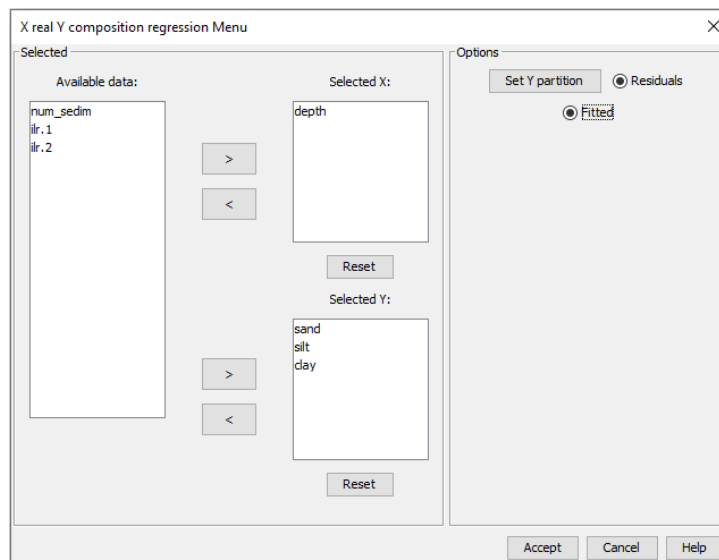 X real Y composition regression Menu
Selected
Available data:
num_sedim
ilr.1
ilr.2
>
<
Selected X:
depth
Reset
Selected Y:
>
<
sand
silt
clay
Reset
Options
Set Y partition
Residuals
Fitted
Accept
Cancel
Help